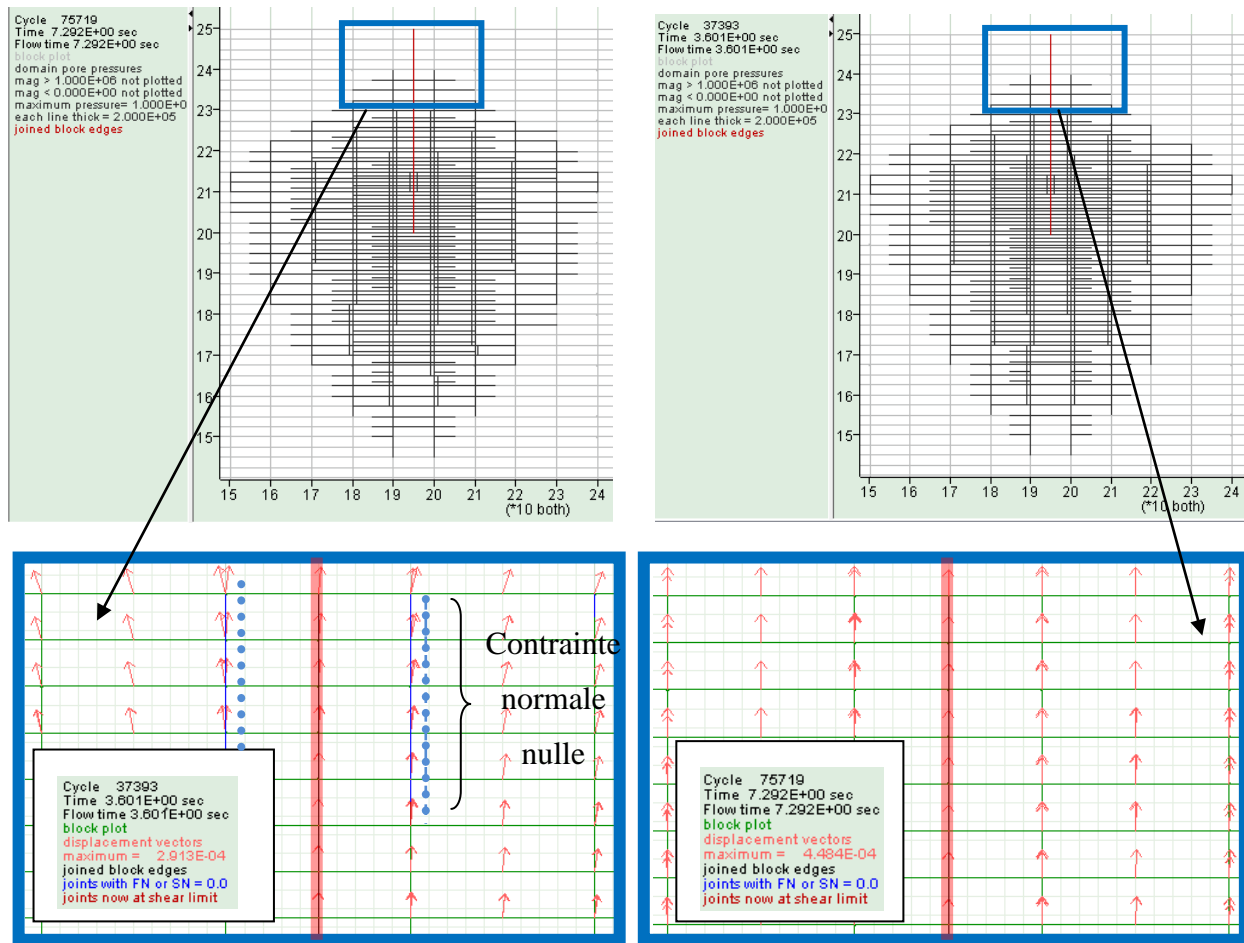 Cycle 75719
Time 7.292E+00 sec
Flow time 7.292E+00 sec
block plot
domain pore pressures
mag > 1.000E+06 not plotted
mag < 0.000E+00 not plotted
maximum pressure= 1.000E+0
each line thick = 2.000E+05
joined block edges
25
24
23
22
21
20
19
18
17
16
15
15 16 17 18 19 20 21 22 23 24
(*10 both)
Cycle 37393
Time 3.601E+00 sec
Flow time 3.601E+00 sec
block plot
domain pore pressures
mag > 1.000E+06 not plotted
mag < 0.000E+00 not plotted
maximum pressure= 1.000E+0
each line thick = 2.000E+05
joined block edges
25
24
23
22
21
20
19
18
17
16
15
15 16 17 18 19 20 21 22 23 24
(*10 both)
Contrainte
normale
nulle
Cycle 37393
Time 3.601E+00 sec
Flow time 3.601E+00 sec
block plot
displacement vectors
maximum = 2.913E-04
joined block edges
joints with FN or SN = 0.0
joints now at shear limit
Cycle 75719
Time 7.292E+00 sec
Flow time 7.292E+00 sec
block plot
displacement vectors
maximum = 4.484E-04
joined block edges
joints with FN or SN = 0.0
joints now at shear limit